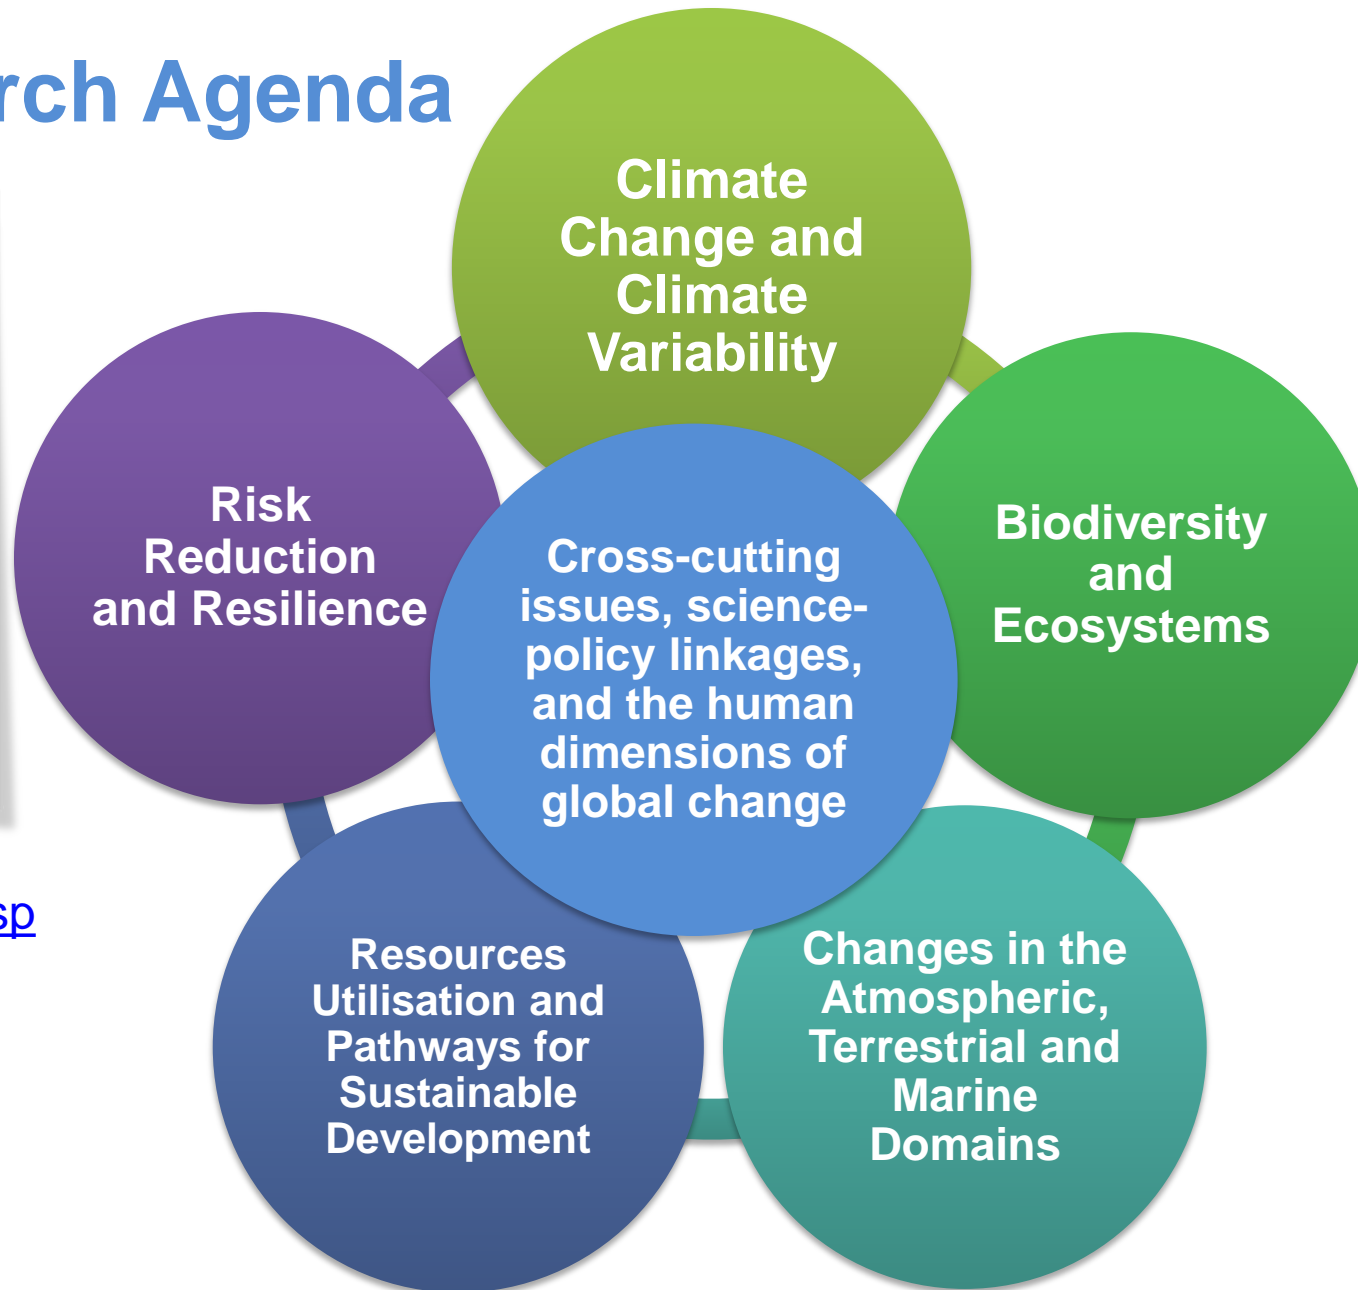 rch Agenda
Climate
Change and
Climate
Variability
Risk
Reduction
and Resilience
Biodiversity
and
Ecosystems
Cross-cutting
issues, science-
policy linkages,
and the human
dimensions of
global change
sp
Resources
Utilisation and
Pathways for
Sustainable
Development
Changes in the
Atmospheric,
Terrestrial and
Marine
Domains